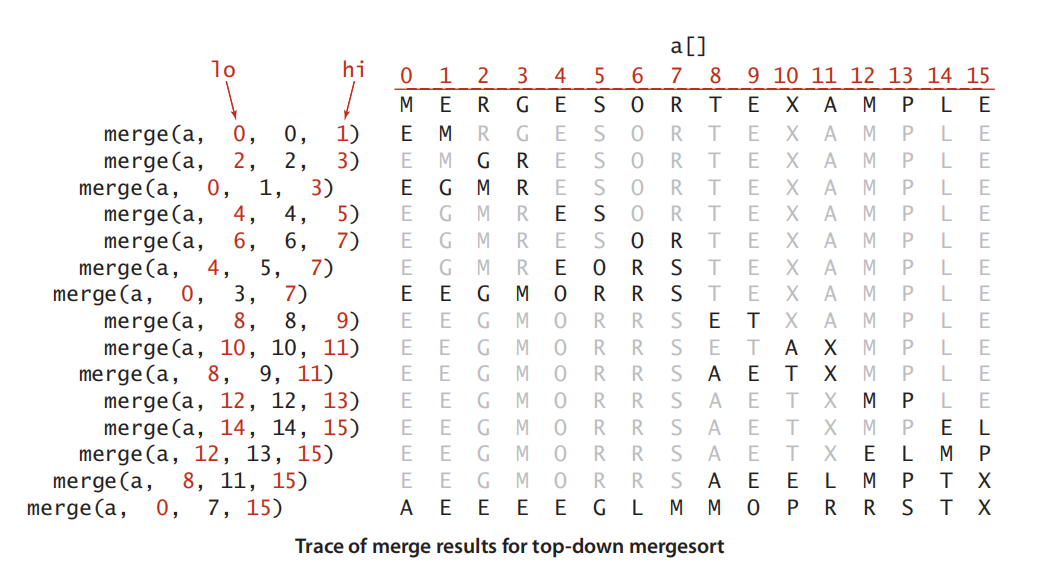 a[]
lo hi 0 1 2 3 4 5 6 7 8 9 10 11 12 13 14 15
M E R G E S O R T E X A M P L E
merge(a, 0, 0, 1) E M R G E S O R T E X A M P L E
merge(a, 2, 2, 3) E M G R E S O R T E X A M P L E
merge(a, 0, 1, 3) E G M R E S O R T E X A M P L E
merge(a, 4, 4, 5) E G M R E S O R T E X A M P L E
merge(a, 6, 6, 7) E G M R E S O R T E X A M P L E
merge(a, 4, 5, 7) E G M R E O R S T E X A M P L E
merge(a, 0, 3, 7) E E G M O R R S T E X A M P L E
merge(a, 8, 8, 9) E E G M O R R S E T X A M P L E
merge(a, 10, 10, 11) E E G M O R R S E T A X M P L E
merge(a, 8, 9, 11) E E G M O R R S A E T X M P L E
merge(a, 12, 12, 13) E E G M O R R S A E T X M P L E
merge(a, 14, 14, 15) E E G M O R R S A E T X M P E L
merge(a, 12, 13, 15) E E G M O R R S A E T X E L M P
merge(a, 8, 11, 15) E E G M O R R S A E E L M P T X
merge(a, 0, 7, 15) A E E E E G L M M O P R R S T X
Trace of merge results for top-down mergesort